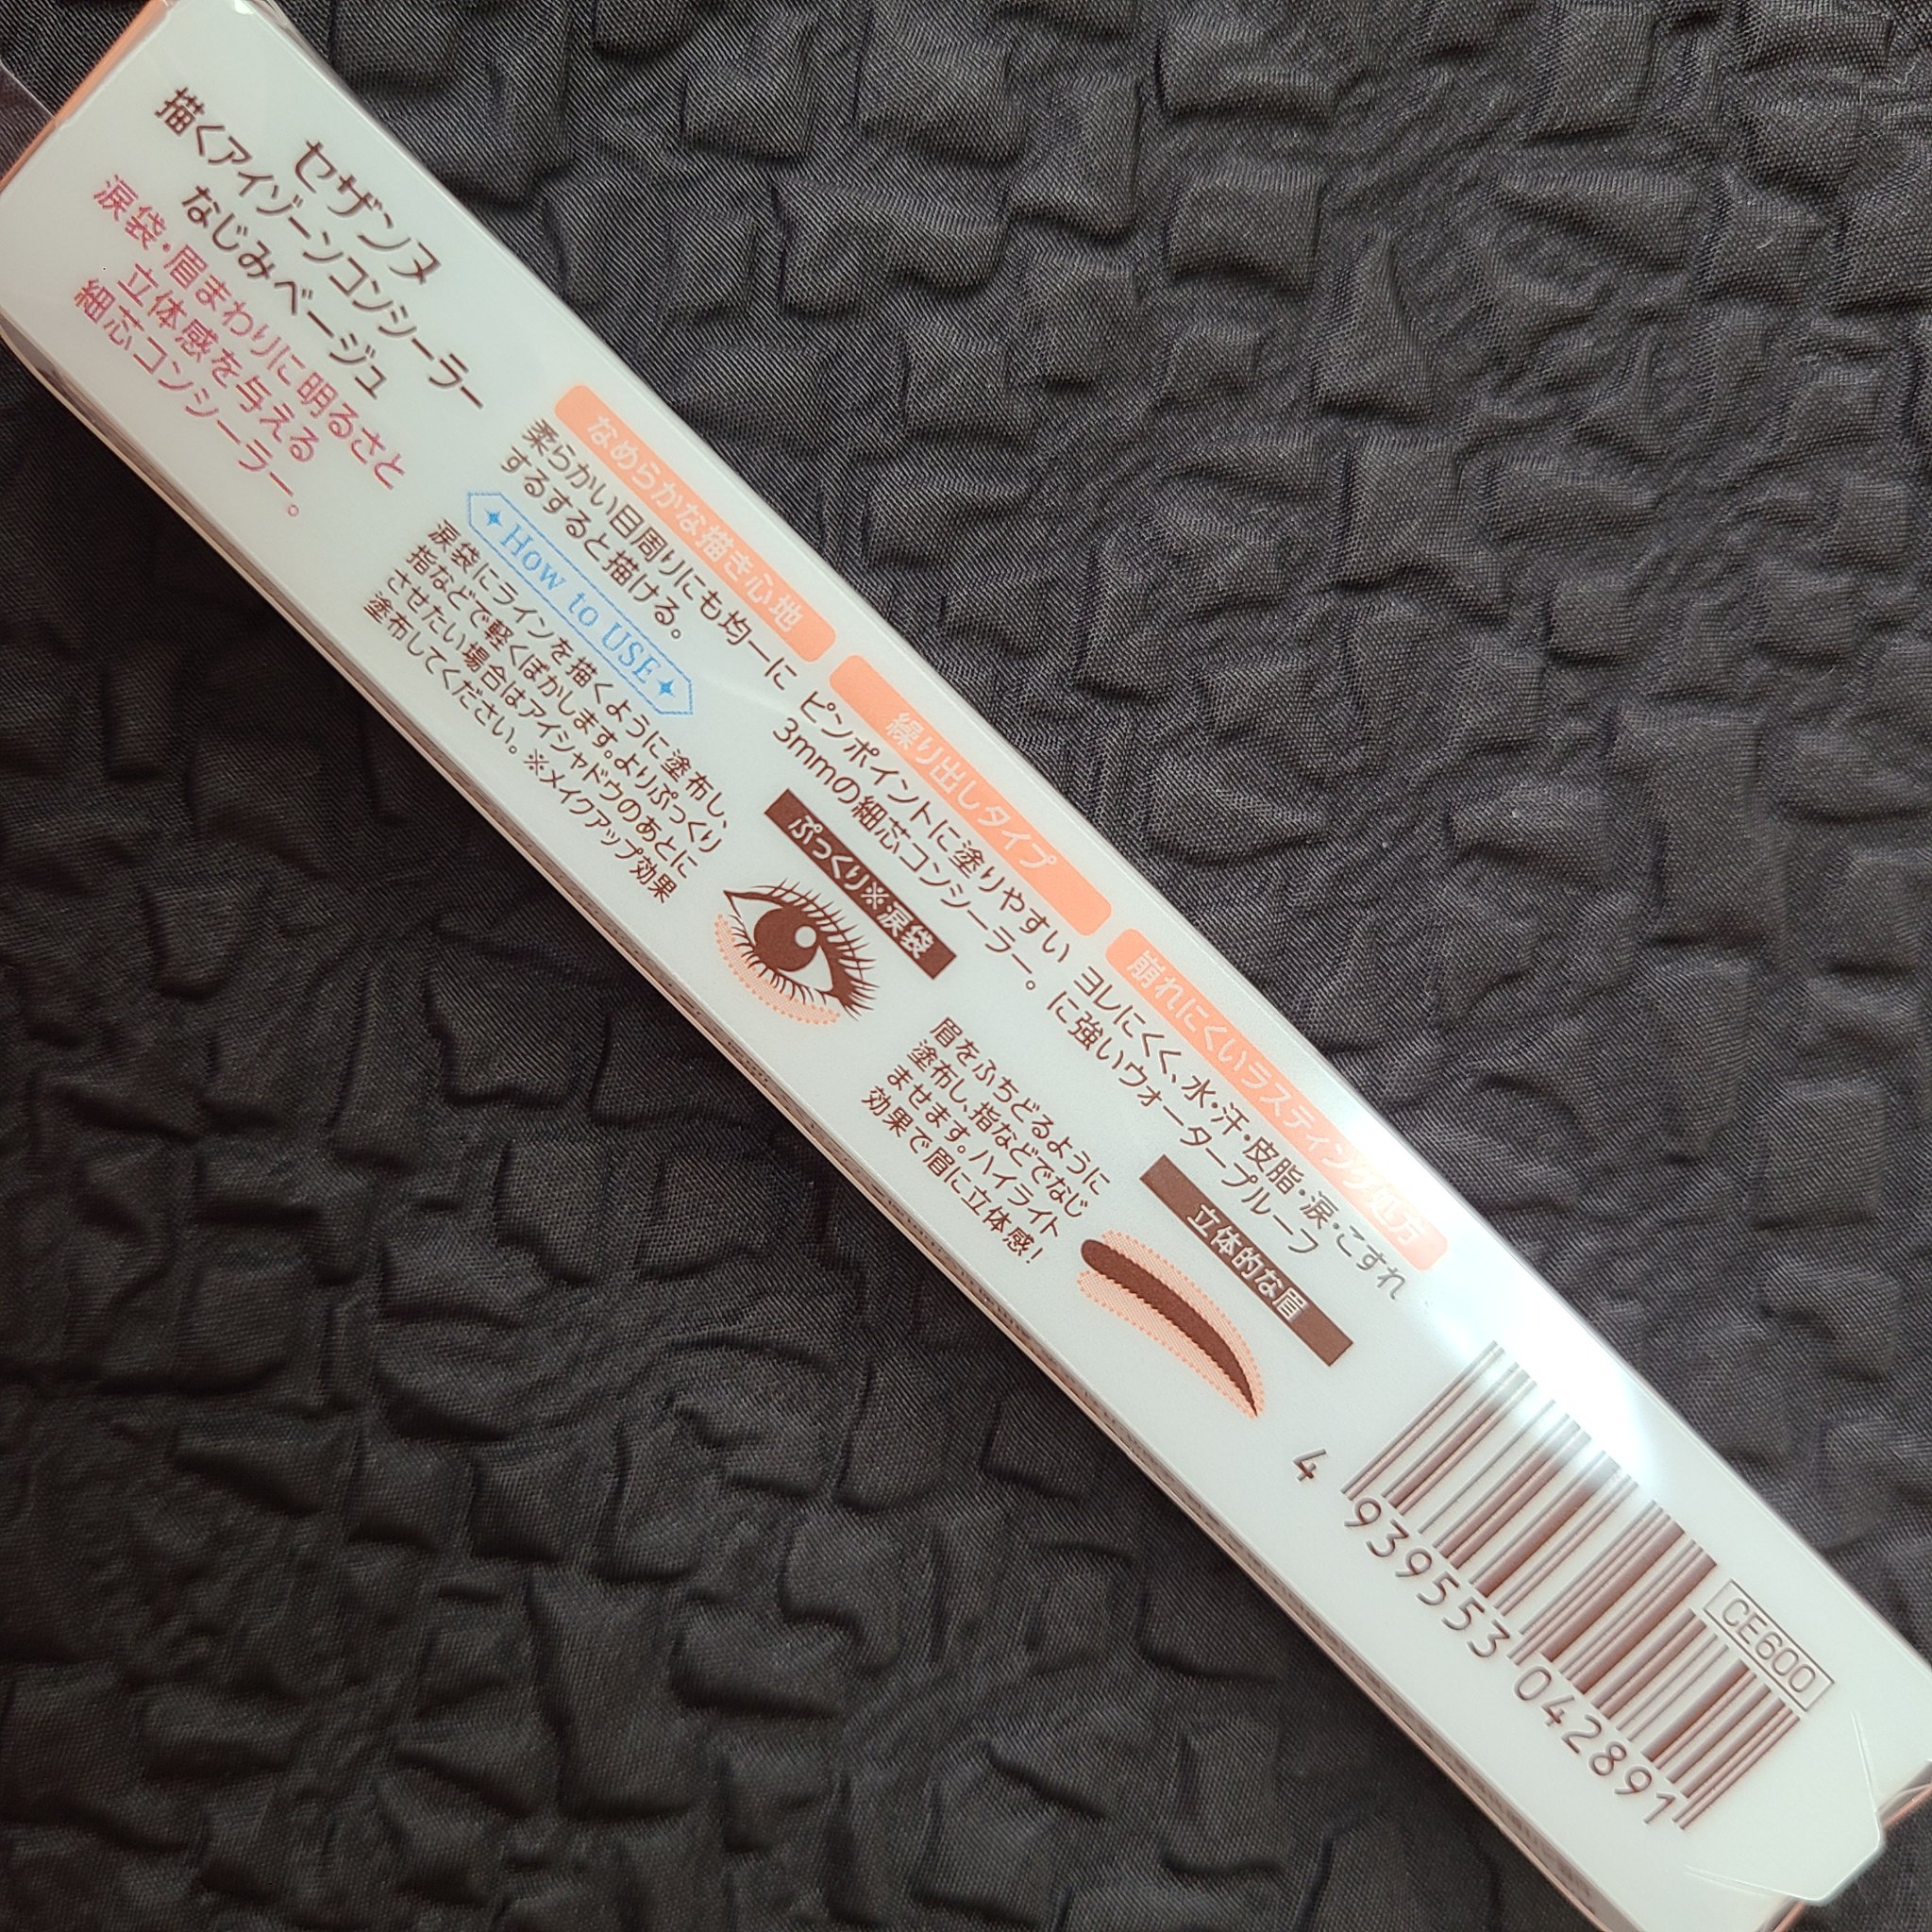 セザンヌ
描くアイゾーンコンシーラー
なじみベージュ
涙袋・眉まわりに明るさと
立体感を与える
細芯コンシーラー。
なめらかな描き心地
柔らかい目周りにも均一に
するすると描ける。
繰り出しタイプ
ピンポイントに塗りやすい
3mmの細芯コンシーラー。
崩れにくいラスティング処方
ヨレにくく、水・汗・皮脂・涙・こすれ
に強いウォータープルーフ
How to USE
涙袋にラインを描くように塗布し、
指などで軽くぼかします。よりぷっくり
させたい場合はアイシャドウのあとに
塗布してください。※メイクアップ効果
ぷっくり※涙袋
眉をふちどるように
塗布し、指などでなじ
ませます。ハイライト
効果で眉に立体感!
立体的な眉
CE600
4 939553 042891